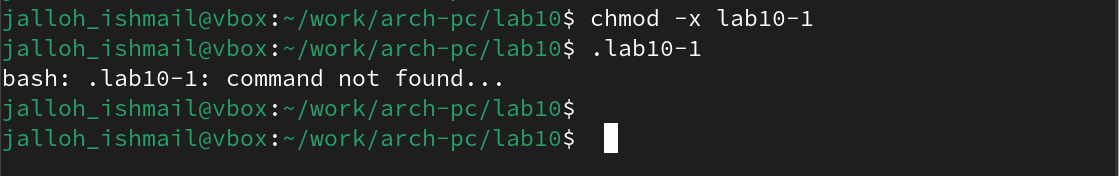 jalloh_ishmail@vbox:~/work/arch-pc/lab10$ chmod -x lab10-1
jalloh_ishmail@vbox:~/work/arch-pc/lab10$ .lab10-1
bash: .lab10-1: command not found...
jalloh_ishmail@vbox:~/work/arch-pc/lab10$
jalloh_ishmail@vbox:~/work/arch-pc/lab10$